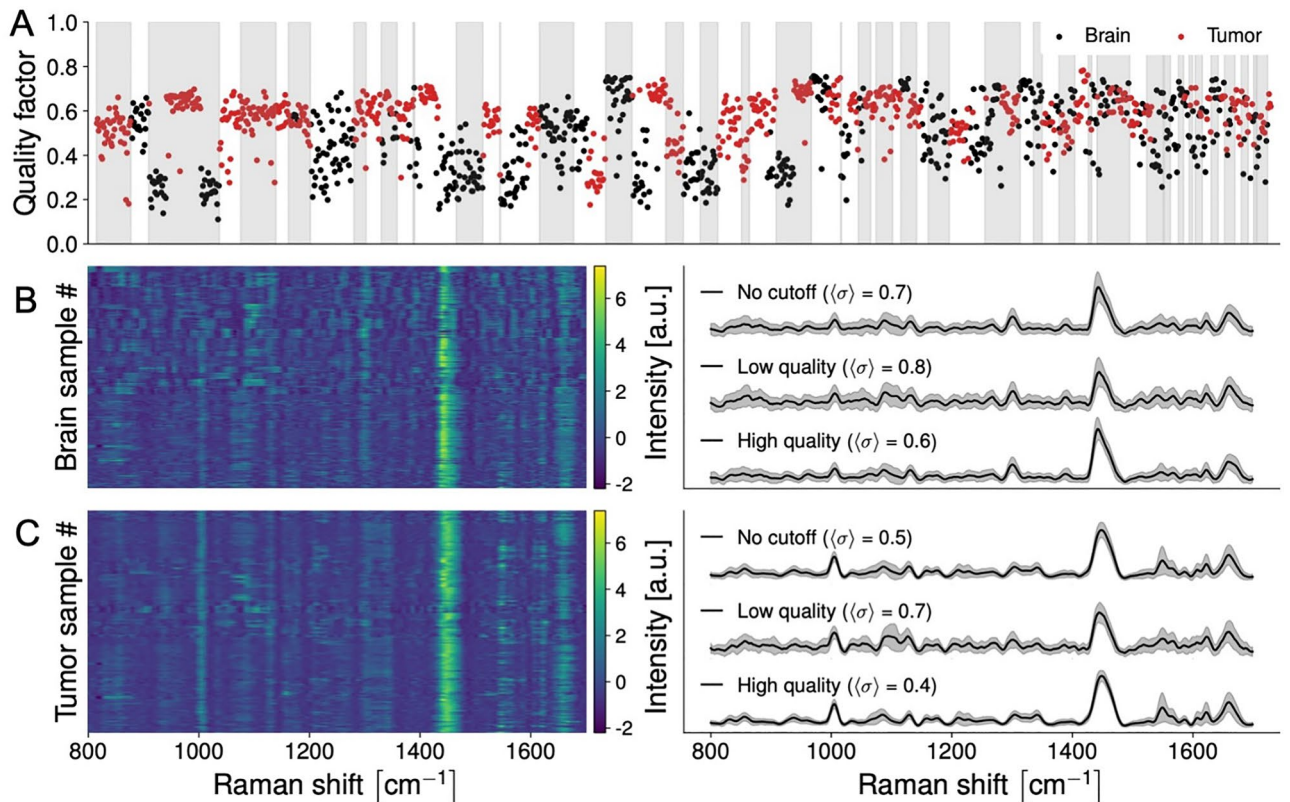 A
1.0
0.8
0.6
0.4
0.2
0.0
Quality factor
Brain
Tumor
B
Brain sample #
6
4
2
0
-2
Intensity [a.u.]
No cutoff (⟨σ⟩ = 0.7)
Low quality (⟨σ⟩ = 0.8)
High quality (⟨σ⟩ = 0.6)
C
Tumor sample #
6
4
2
0
-2
Intensity [a.u.]
No cutoff (⟨σ⟩ = 0.5)
Low quality (⟨σ⟩ = 0.7)
High quality (⟨σ⟩ = 0.4)
800 1000 1200 1400 1600
Raman shift [cm⁻¹]
800 1000 1200 1400 1600
Raman shift [cm⁻¹]